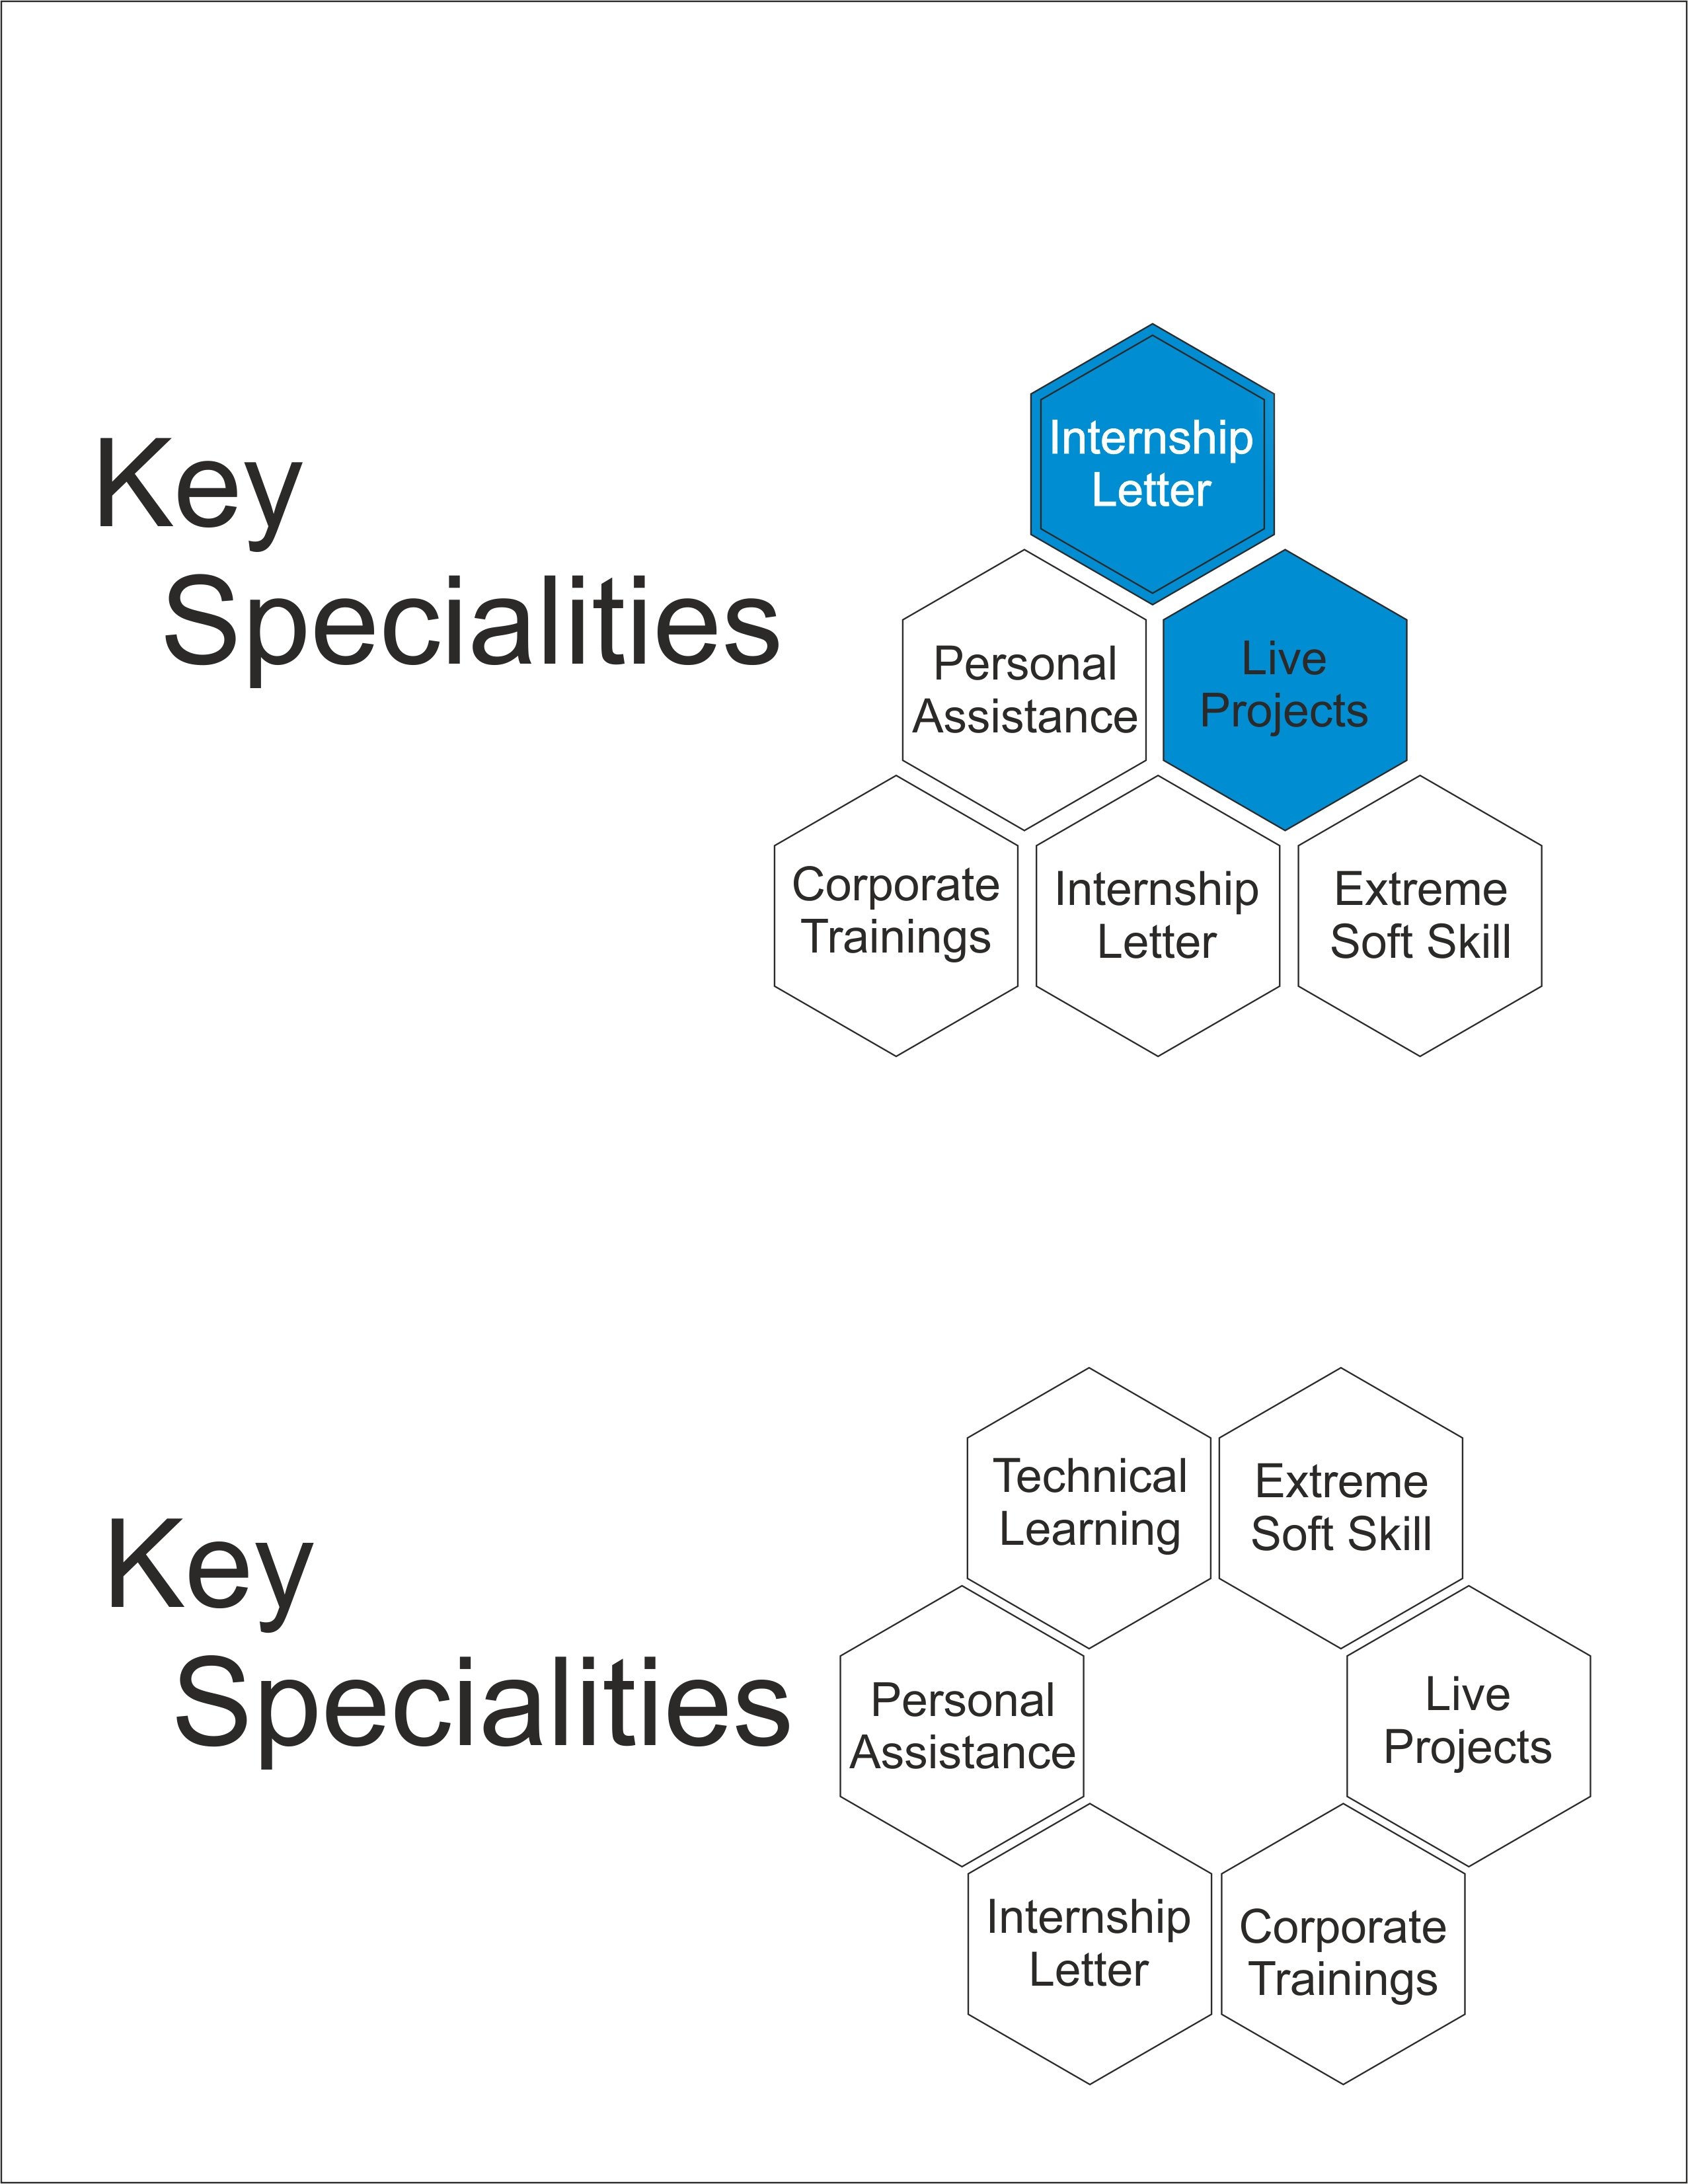 Key
Specialities
Internship
Letter
Personal
Assistance
Live
Projects
Corporate
Trainings
Internship
Letter
Extreme
Soft Skill
Key
Specialities
Technical
Learning
Extreme
Soft Skill
Personal
Assistance
Live
Projects
Internship
Letter
Corporate
Trainings